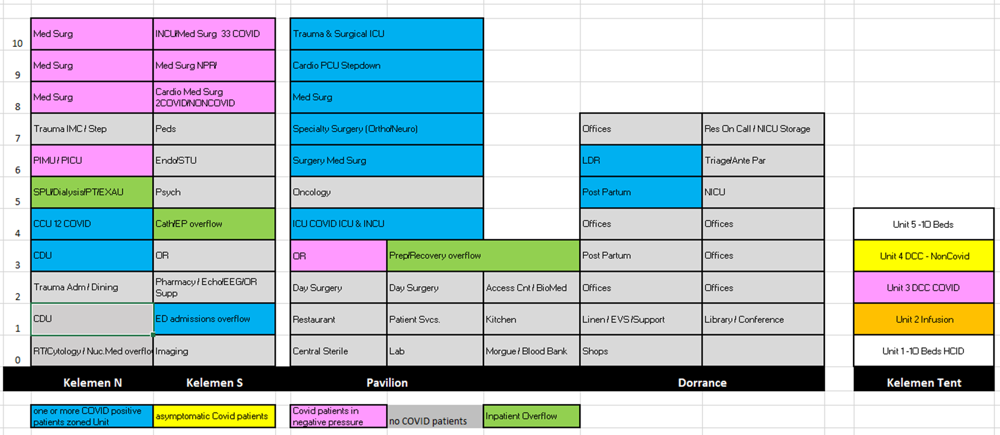 10 Med Surg INCU/Med Surg 33 COVID Trauma & Surgical ICU
9 Med Surg Med Surg NPR/ Cardio PCU Stepdown
8 Med Surg Cardio Med Surg 2COVID/NONCOVID Med Surg
7 Trauma IMC / Step Peds Specialty Surgery (Ortho/Neuro) Offices Res On Call / NICU Storage
6 PIMU / PICU Endo/STU Surgery Med Surg LDR Triage/Ante Par
5 SPU/Dialysis/PT/EXAU Psych Oncology Post Partum NICU
4 CCU 12 COVID Cath/EP overflow ICU COVID ICU & INCU Offices Offices Unit 5 -10 Beds
3 CDU OR OR Prep/Recovery overflow Post Partum Offices Unit 4 DCC - NonCovid
2 Trauma Adm / Dining Pharmacy / Echo/EEG/OR Supp Day Surgery Day Surgery Access Cnt / BioMed Offices Offices Unit 3 DCC COVID
1 CDU ED admissions overflow Restaurant Patient Svcs. Kitchen Linen / EVS /Support Library / Conference Unit 2 Infusion
0 RT/Cytology / Nuc.Med overflo Imaging Central Sterile Lab Morgue / Blood Bank Shops Unit 1 -10 Beds HCID
Kelemen N Kelemen S Pavilion Dorrance Kelemen Tent
one or more COVID positive patients zoned Unit asymptomatic Covid patients Covid patients in negative pressure no COVID patients Inpatient Overflow